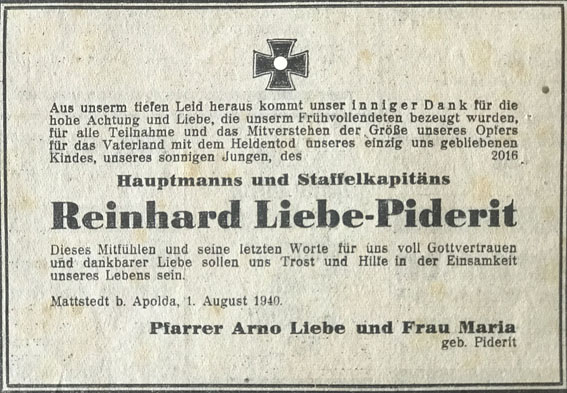 Aus unserm tiefen Leid heraus kommt unser inniger Dank für die
hohe Achtung und Liebe, die unserm Frühvollendeten bezeugt wurden,
für alle Teilnahme und das Mitverstehen der Größe unseres Opfers
für das Vaterland mit dem Heldentod unseres einzig uns gebliebenen
Kindes, unseres sonnigen Jungen, des 2016
Hauptmanns und Staffelkapitäns
Reinhard Liebe-Piderit
Dieses Mitfühlen und seine letzten Worte für uns voll Gottvertrauen
und dankbarer Liebe sollen uns Trost und Hilfe in der Einsamkeit
unseres Lebens sein.
Mattstedt b. Apolda, 1. August 1940.
Pfarrer Arno Liebe und Frau Maria
geb. Piderit